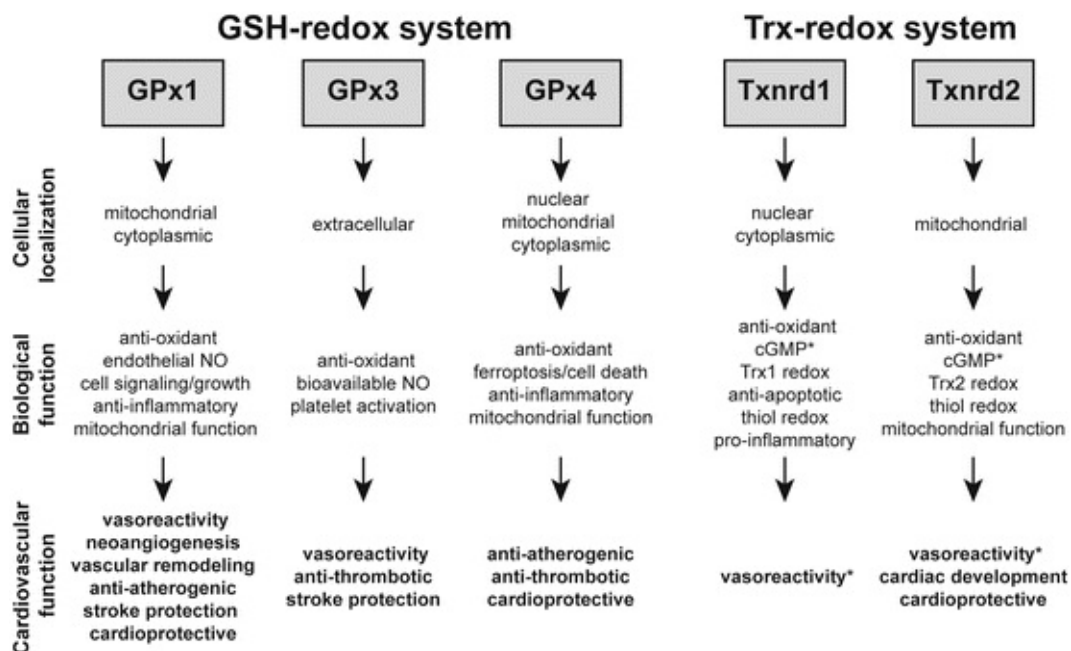 GSH-redox system
Trx-redox system
GPx1
GPx3
GPx4
Txnrd1
Txnrd2
Cellular
localization
mitochondrial
cytoplasmic
extracellular
nuclear
mitochondrial
cytoplasmic
nuclear
cytoplasmic
mitochondrial
Biological
function
anti-oxidant
endothelial NO
cell signaling/growth
anti-inflammatory
mitochondrial function
anti-oxidant
bioavailable NO
platelet activation
anti-oxidant
ferroptosis/cell death
anti-inflammatory
mitochondrial function
anti-oxidant
cGMP*
Trx1 redox
anti-apoptotic
thiol redox
pro-inflammatory
anti-oxidant
cGMP*
Trx2 redox
thiol redox
mitochondrial function
Cardiovascular
function
vasoreactivity
neoangiogenesis
vascular remodeling
anti-atherogenic
stroke protection
cardioprotective
vasoreactivity
anti-thrombotic
stroke protection
anti-atherogenic
anti-thrombotic
cardioprotective
vasoreactivity*
vasoreactivity*
cardiac development
cardioprotective